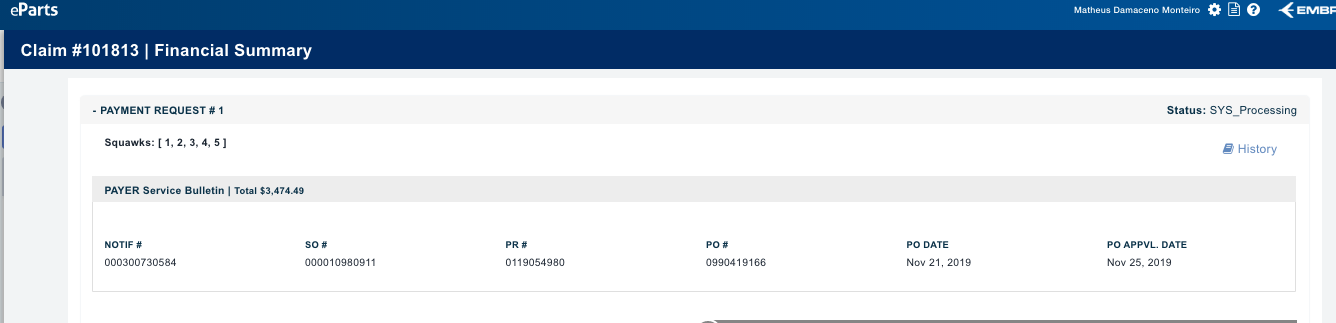 eParts
Matheus Damaceno Monteiro
Claim #101813 | Financial Summary
- PAYMENT REQUEST # 1
Status: SYS_Processing
Squawks: [ 1, 2, 3, 4, 5 ]
History
PAYER Service Bulletin | Total $3,474.49
NOTIF # SO # PR # PO # PO DATE PO APPVL. DATE
000300730584 000010980911 0119054980 0990419166 Nov 21, 2019 Nov 25, 2019